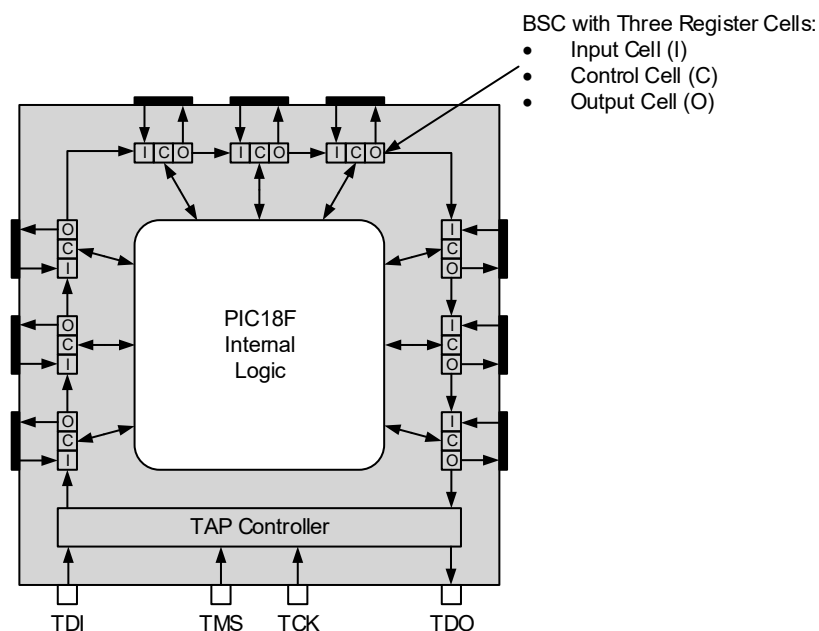 BSC with Three Register Cells:
• Input Cell (I)
• Control Cell (C)
• Output Cell (O)
I C O I C O I C O
O
C
I
I
C
O
PIC18F
Internal
Logic
O
C
I
I
C
O
O
C
I
I
C
O
TAP Controller
TDI TMS TCK TDO